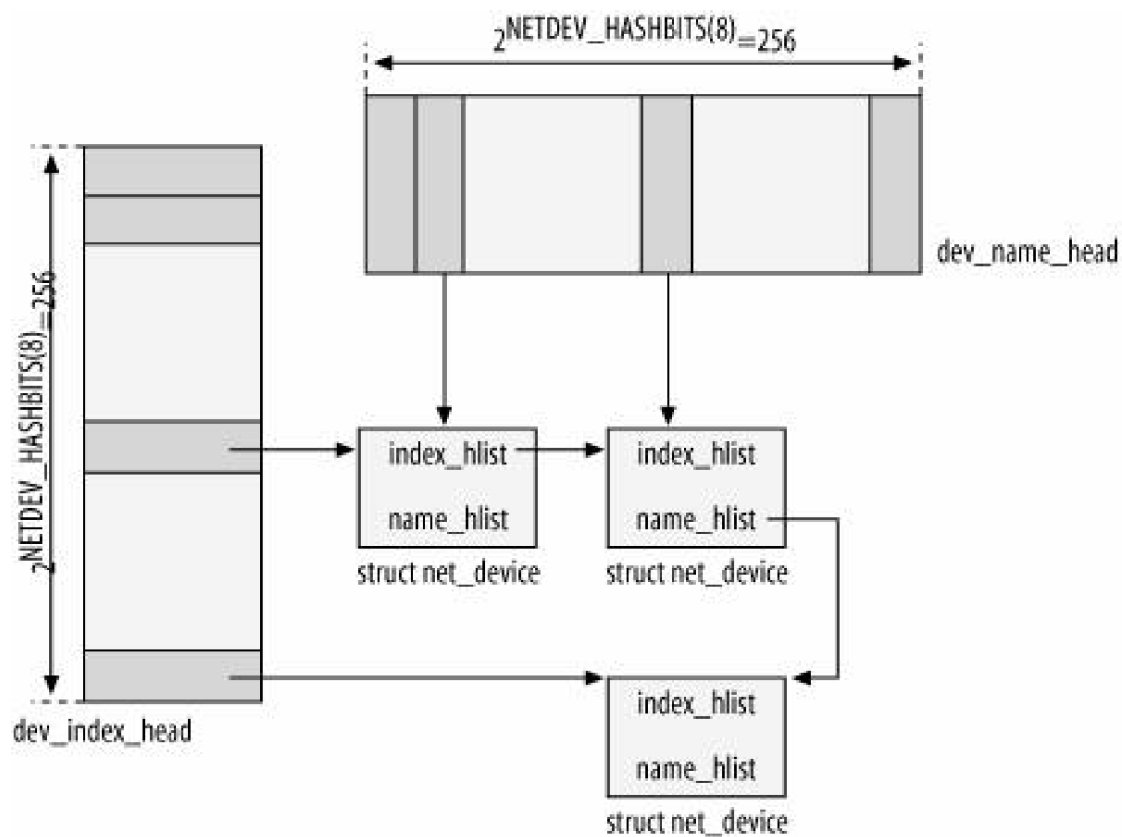 2NETDEV_HASHBITS(8)=256
dev_name_head
2NETDEV_HASHBITS(8)=256
index_hlist
name_hlist
struct net_device
index_hlist
name_hlist
struct net_device
dev_index_head
index_hlist
name_hlist
struct net_device